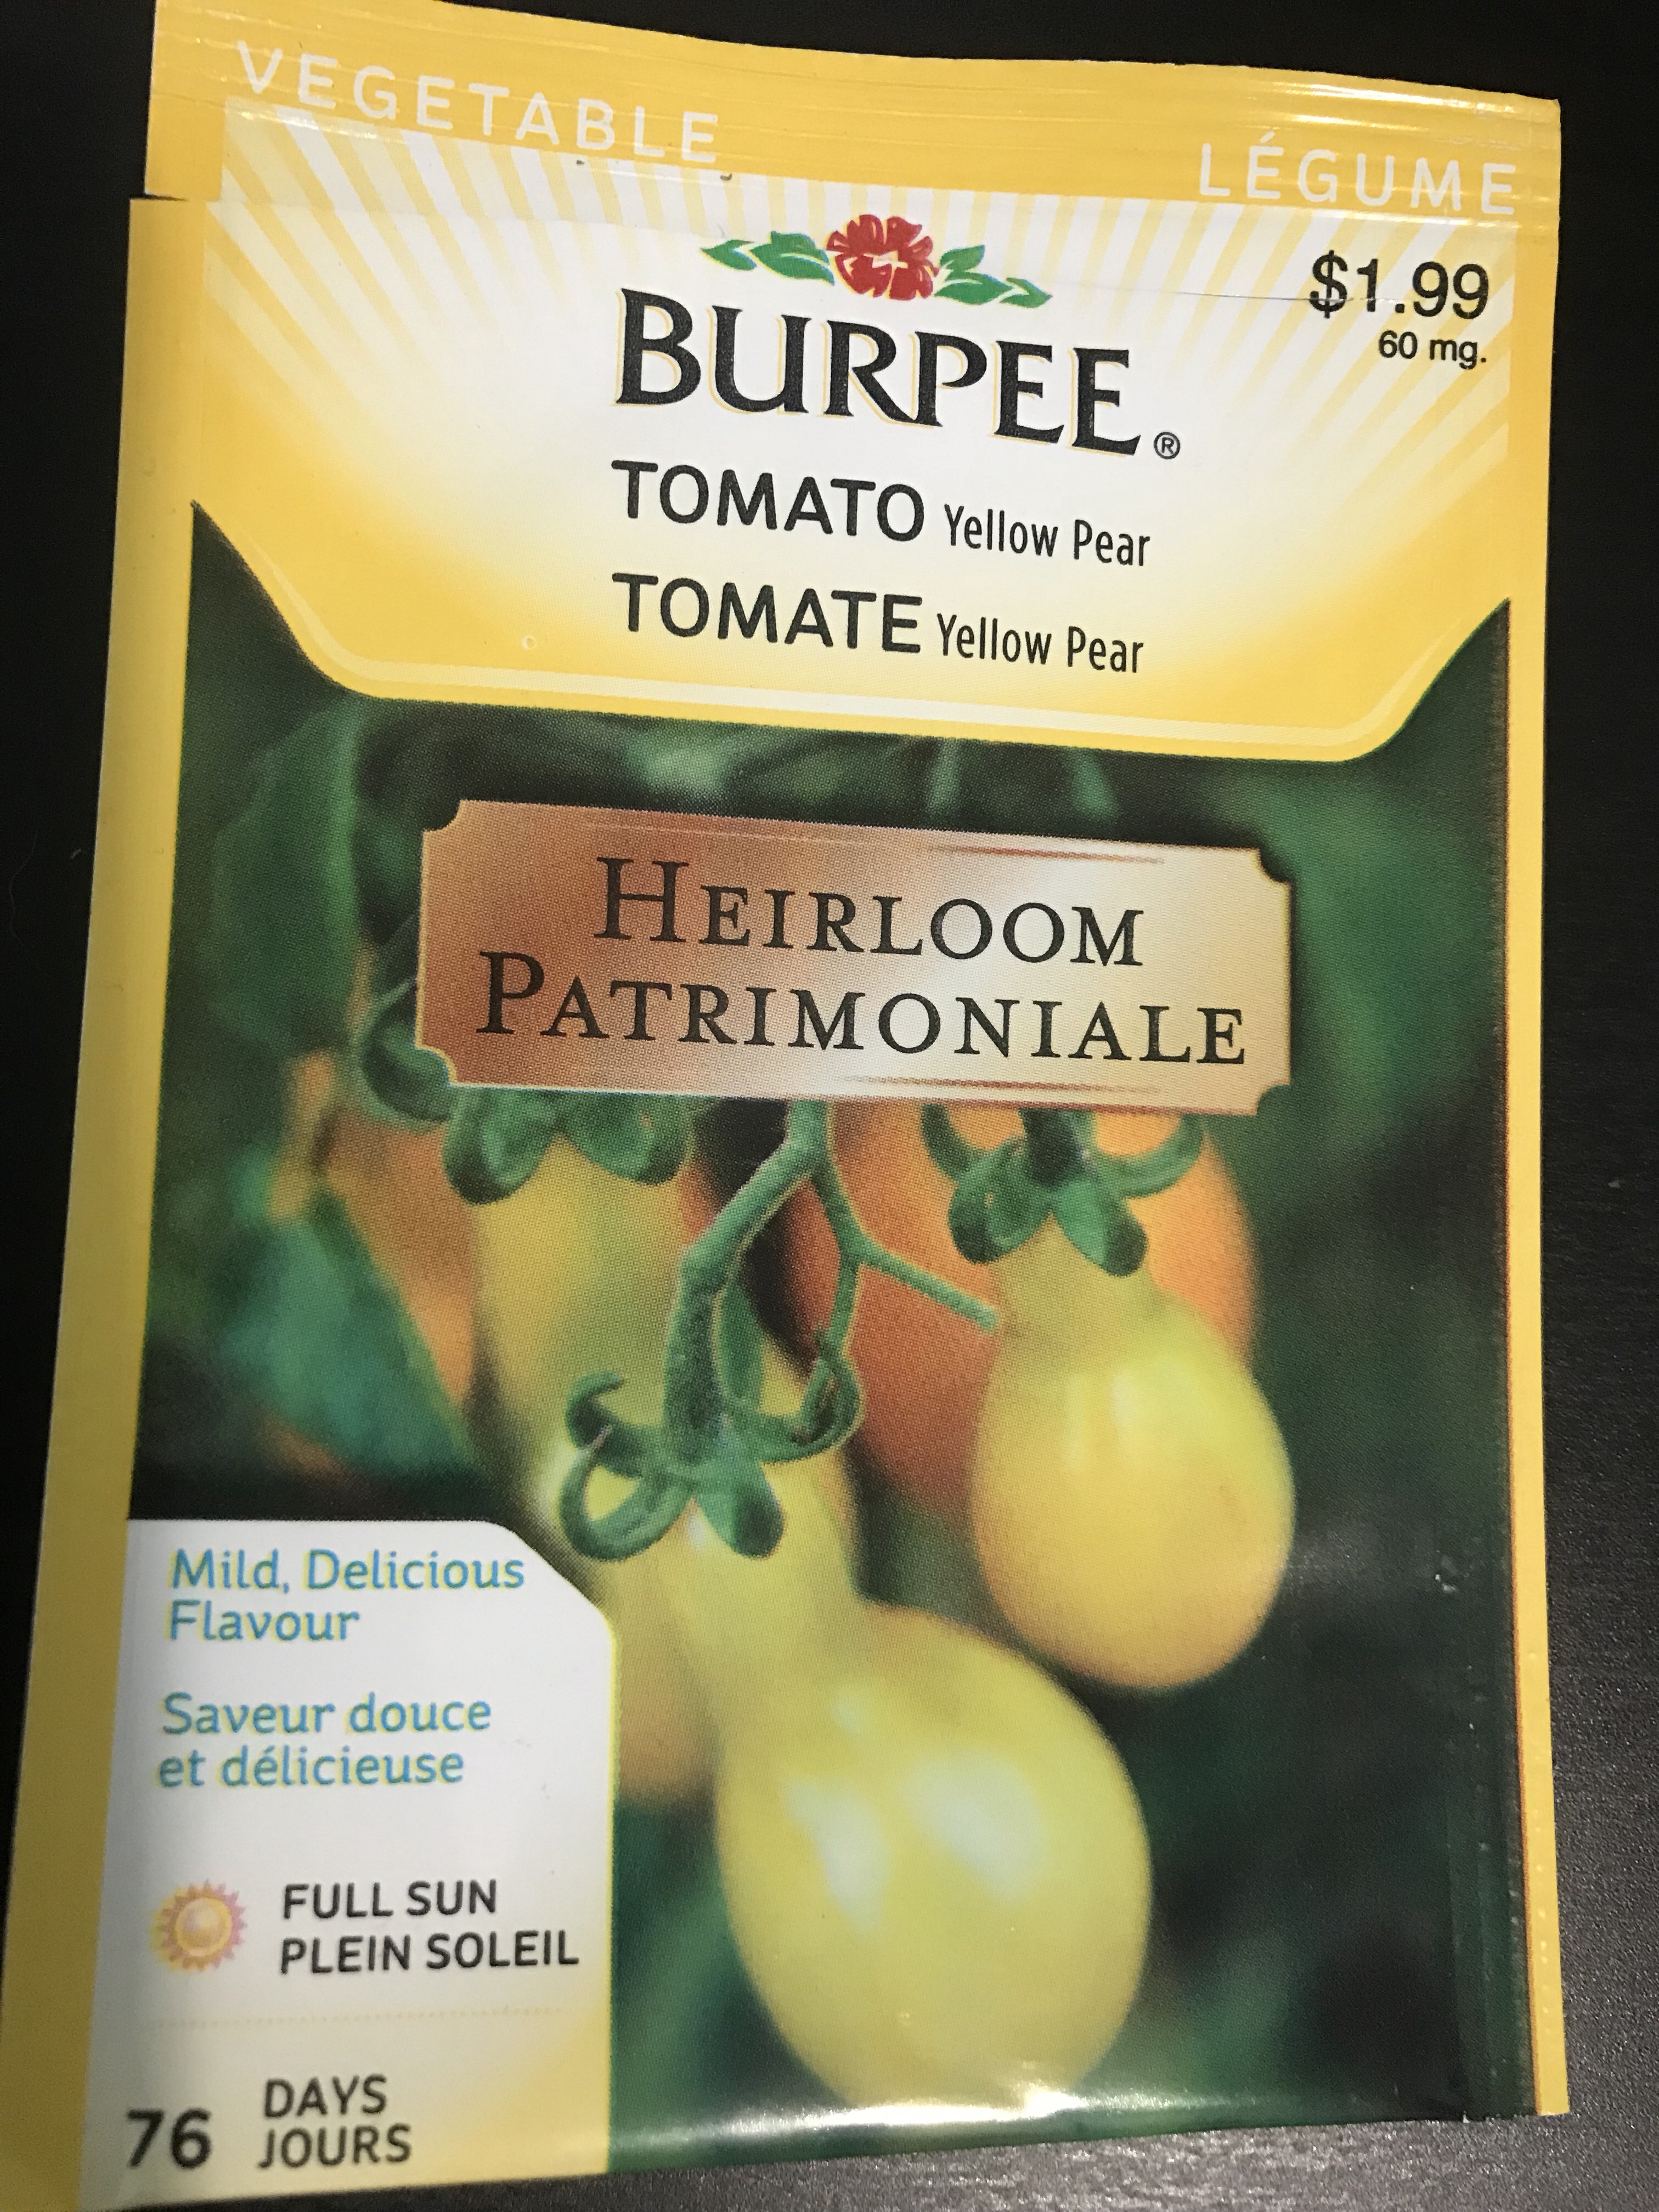 VEGETABLE
LÉGUME
$1.99
60 mg.
BURPEE®
TOMATO Yellow Pear
TOMATE Yellow Pear
HEIRLOOM
PATRIMONIALE
Mild, Delicious
Flavour
Saveur douce
et délicieuse
FULL SUN
PLEIN SOLEIL
76 DAYS
JOURS